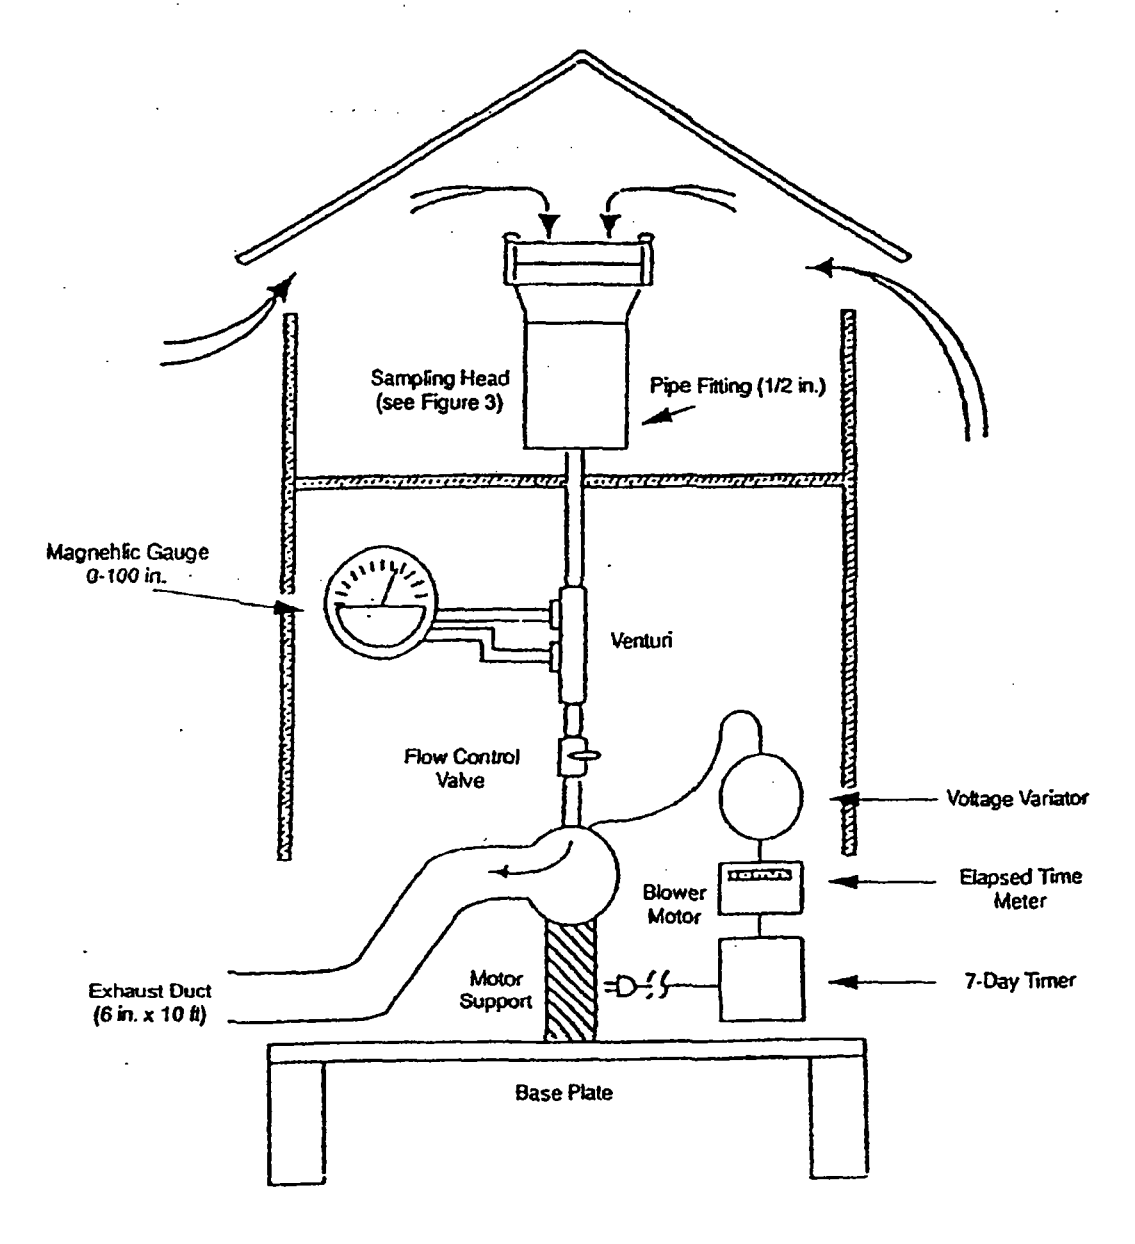 Sampling Head
(see Figure 3)
Pipe Fitting (1/2 in.)
Magnehlic Gauge
0-100 in.
Venturi
Flow Control
Valve
Voltage Variator
Elapsed Time
Meter
Blower
Motor
7-Day Timer
Motor
Support
Exhaust Duct
(6 in. x 10 ft)
Base Plate